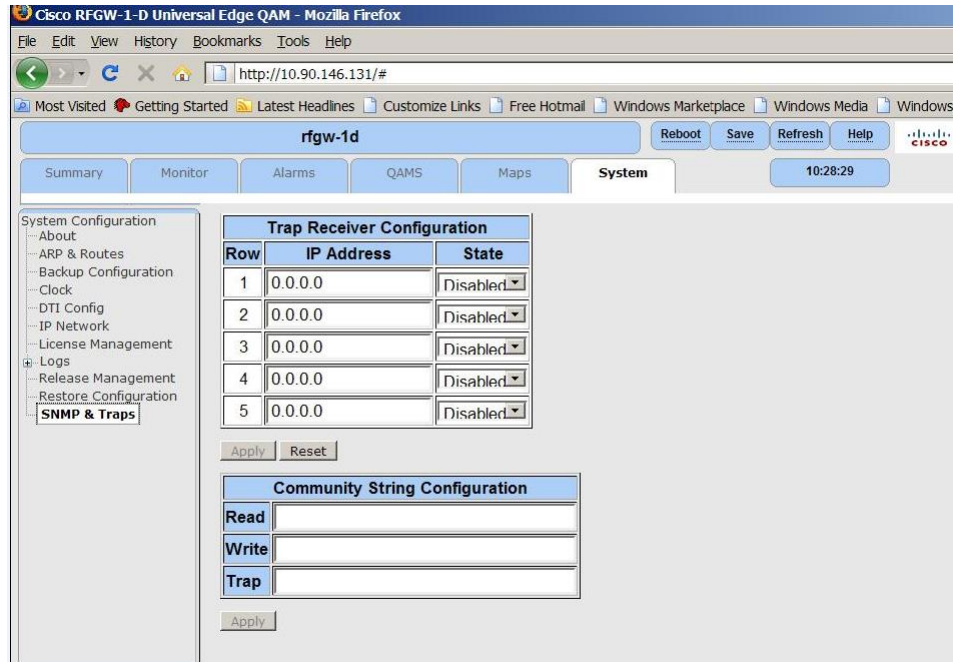 Cisco RFGW-1-D Universal Edge QAM - Mozilla Firefox
File Edit View History Bookmarks Tools Help
http://10.90.146.131/#
Most Visited Getting Started Latest Headlines Customize Links Free Hotmail Windows Marketplace Windows Media Windows
rfgw-1d Reboot Save Refresh Help CISCO
Summary Monitor Alarms QAMS Maps System 10:28:29
System Configuration
About
ARP & Routes
Backup Configuration
Clock
DTI Config
IP Network
License Management
Logs
Release Management
Restore Configuration
SNMP & Traps
Trap Receiver Configuration
Row IP Address State
1 0.0.0.0 Disabled
2 0.0.0.0 Disabled
3 0.0.0.0 Disabled
4 0.0.0.0 Disabled
5 0.0.0.0 Disabled
Apply Reset
Community String Configuration
Read
Write
Trap
Apply